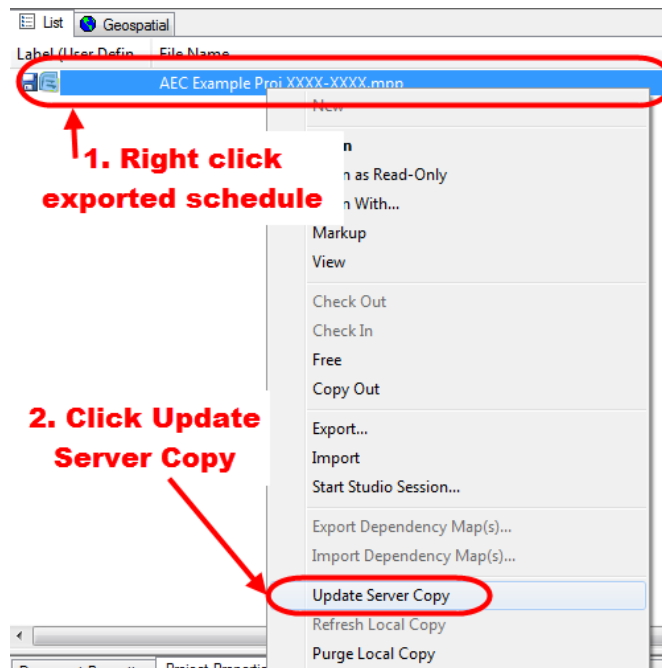 List Geospatial
Label (User Defin... File Name
AEC Example Proj XXXX-XXXX.mpp
New
n
n as Read-Only
n With...
Markup
View
1. Right click
exported schedule
Check Out
Check In
Free
Copy Out
2. Click Update
Server Copy
Export...
Import
Start Studio Session...
Export Dependency Map(s)...
Import Dependency Map(s)...
Update Server Copy
Refresh Local Copy
Purge Local Copy
Project Propertie